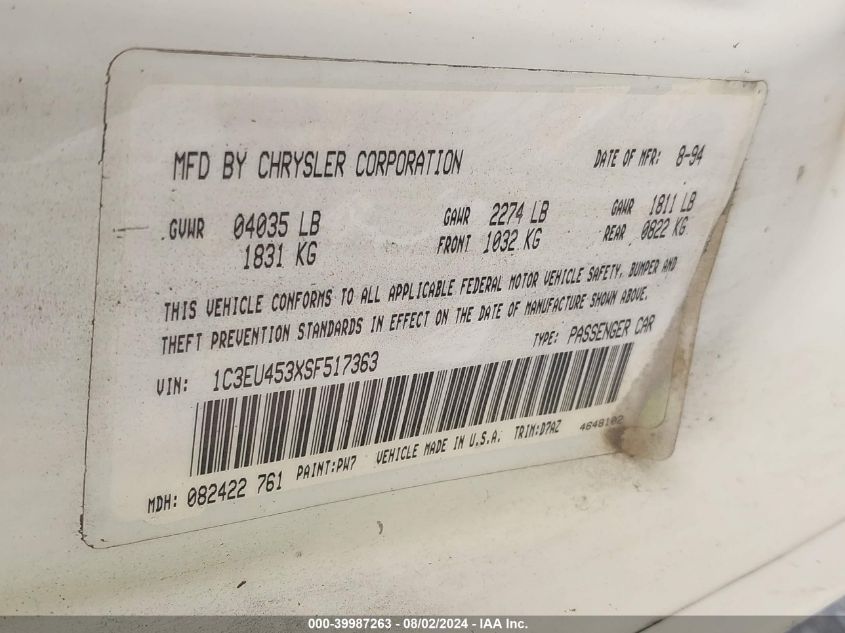 MFD BY CHRYSLER CORPORATION DATE OF MFR: 8-94
GVWR 04035 LB GAWR 2274 LB GAWR 1811 LB
1831 KG FRONT 1032 KG REAR 0822 KG
THIS VEHICLE CONFORMS TO ALL APPLICABLE FEDERAL MOTOR VEHICLE SAFETY, BUMPER AND
THEFT PREVENTION STANDARDS IN EFFECT ON THE DATE OF MANUFACTURE SHOWN ABOVE.
VIN: 1C3EU453XSF517363 TYPE: PASSENGER CAR
MDH: 082422 761 PAINT:PW7 VEHICLE MADE IN U.S.A. TRIM:D7AZ 4648102
000-39987263 - 08/02/2024 - IAA Inc.